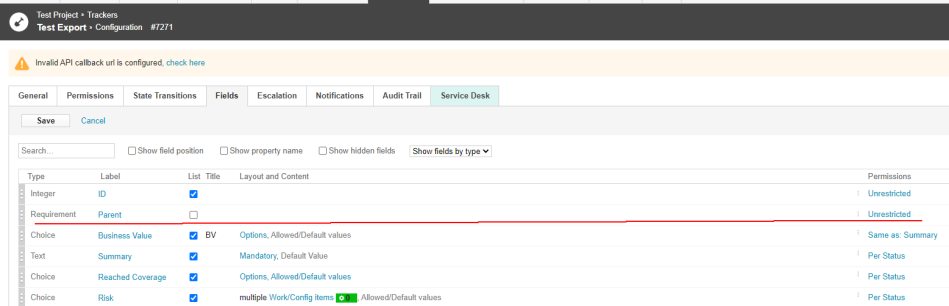 Test Project • Trackers
Test Export • Configuration #7271
Invalid API callback url is configured, check here
General Permissions State Transitions Fields Escalation Notifications Audit Trail Service Desk
Save Cancel
Search... Show field position Show property name Show hidden fields Show fields by type
Type Label List Title Layout and Content Permissions
Integer ID Unrestricted
Requirement Parent Unrestricted
Choice Business Value BV Options, Allowed/Default values Same as: Summary
Text Summary Mandatory, Default Value Per Status
Choice Reached Coverage Options, Allowed/Default values Per Status
Choice Risk multiple Work/Config items 0 , Allowed/Default values Per Status